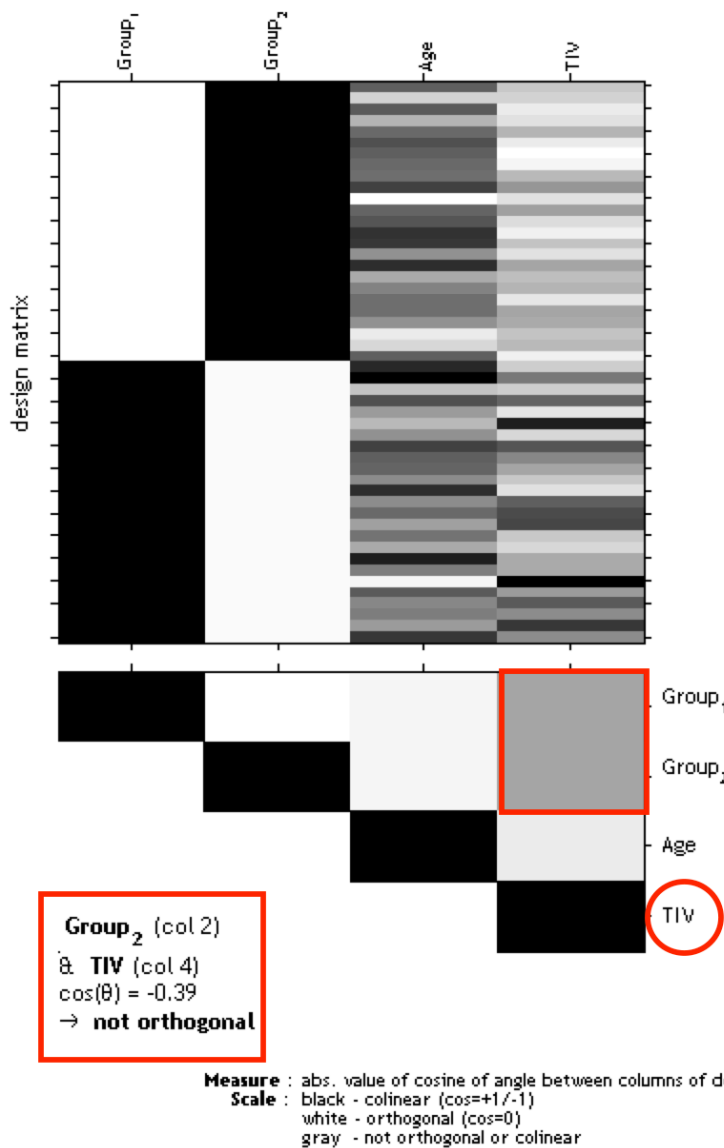 Group₁
Group₂
Age
TIV
design matrix
Group₁
Group₂
Age
TIV
Group₂ (col 2)
& TIV (col 4)
cos(θ) = -0.39
→ not orthogonal
Measure : abs. value of cosine of angle between columns of d
Scale : black - colinear (cos=+1/-1)
white - orthogonal (cos=0)
gray - not orthogonal or colinear